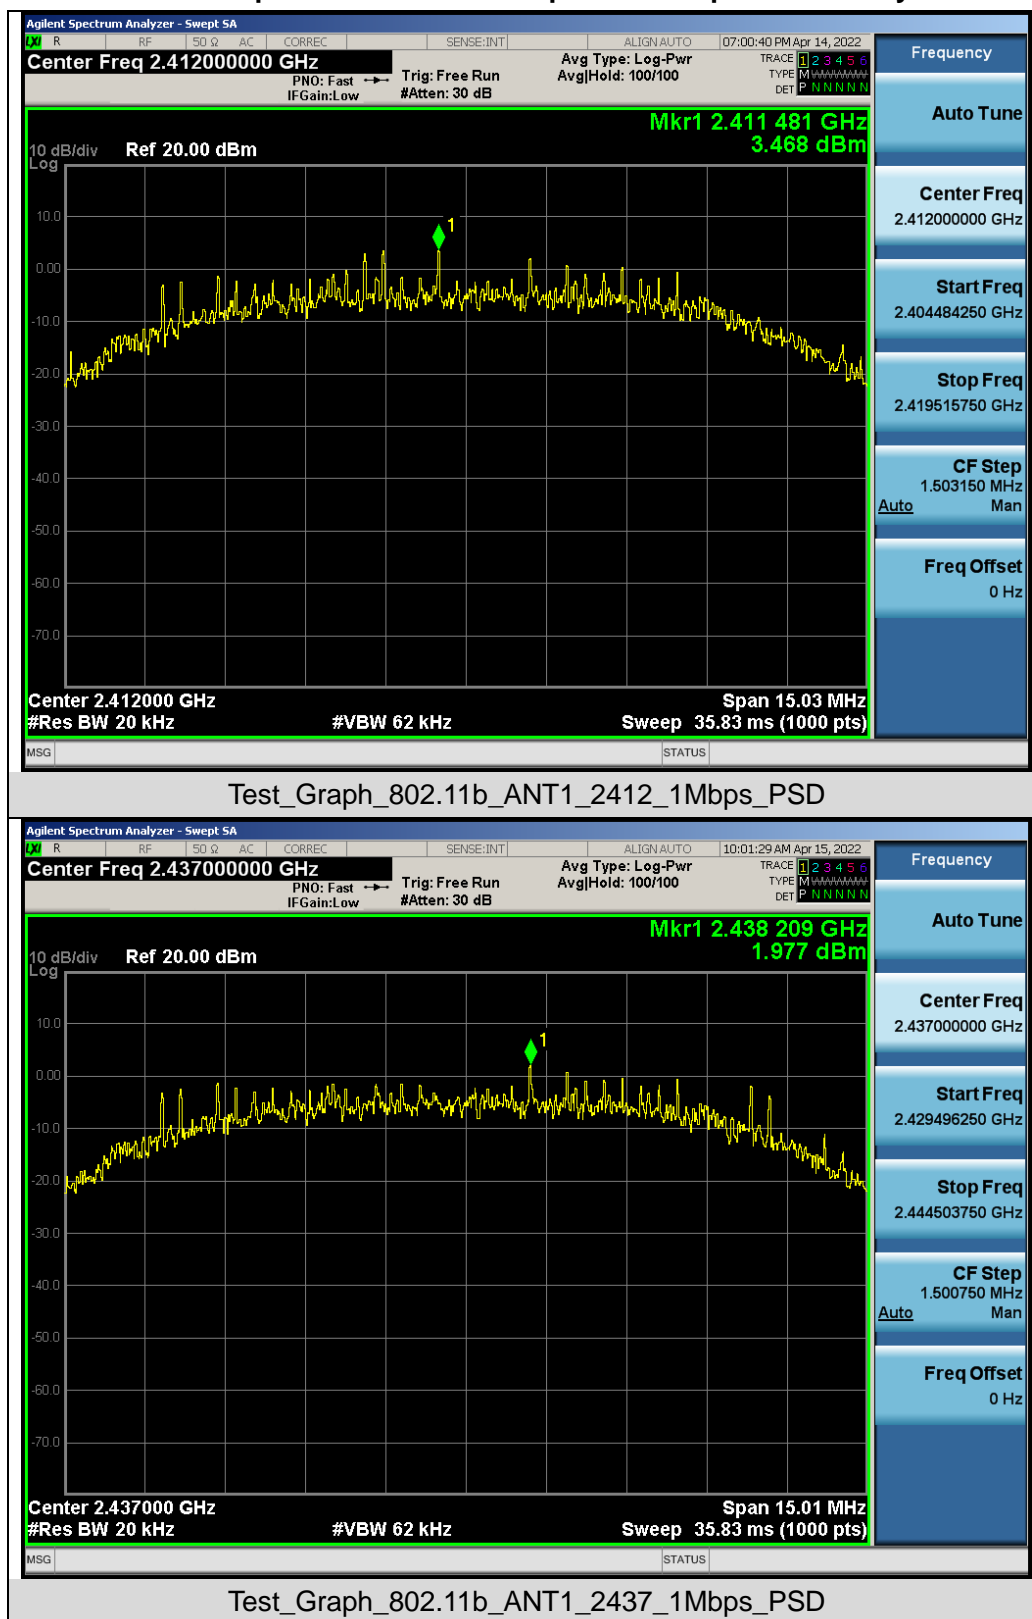 Agilent Spectrum Analyzer - Swept SA
LXI R RF 50 Ω AC CORREC SENSE:INT ALIGN AUTO 07:00:40 PM Apr 14, 2022
Center Freq 2.412000000 GHz
PNO: Fast
IFGain:Low
Trig: Free Run
#Atten: 30 dB
Avg Type: Log-Pwr
Avg|Hold: 100/100
TRACE 1 2 3 4 5 6
TYPE M
DET P N N N N N
Frequency
Mkr1 2.411 481 GHz
3.468 dBm
10 dB/div Ref 20.00 dBm
Log
1
10.0
0.00
-10.0
-20.0
-30.0
-40.0
-50.0
-60.0
-70.0
Center 2.412000 GHz Span 15.03 MHz
#Res BW 20 kHz #VBW 62 kHz Sweep 35.83 ms (1000 pts)
Auto Tune
Center Freq
2.412000000 GHz
Start Freq
2.404484250 GHz
Stop Freq
2.419515750 GHz
CF Step
1.503150 MHz
Auto Man
Freq Offset
0 Hz
MSG STATUS
Test_Graph_802.11b_ANT1_2412_1Mbps_PSD
Agilent Spectrum Analyzer - Swept SA
LXI R RF 50 Ω AC CORREC SENSE:INT ALIGN AUTO 10:01:29 AM Apr 15, 2022
Center Freq 2.437000000 GHz
PNO: Fast
IFGain:Low
Trig: Free Run
#Atten: 30 dB
Avg Type: Log-Pwr
Avg|Hold: 100/100
TRACE 1 2 3 4 5 6
TYPE M
DET P N N N N N
Frequency
Mkr1 2.438 209 GHz
1.977 dBm
10 dB/div Ref 20.00 dBm
Log
1
10.0
0.00
-10.0
-20.0
-30.0
-40.0
-50.0
-60.0
-70.0
Center 2.437000 GHz Span 15.01 MHz
#Res BW 20 kHz #VBW 62 kHz Sweep 35.83 ms (1000 pts)
Auto Tune
Center Freq
2.437000000 GHz
Start Freq
2.429496250 GHz
Stop Freq
2.444503750 GHz
CF Step
1.500750 MHz
Auto Man
Freq Offset
0 Hz
MSG STATUS
Test_Graph_802.11b_ANT1_2437_1Mbps_PSD